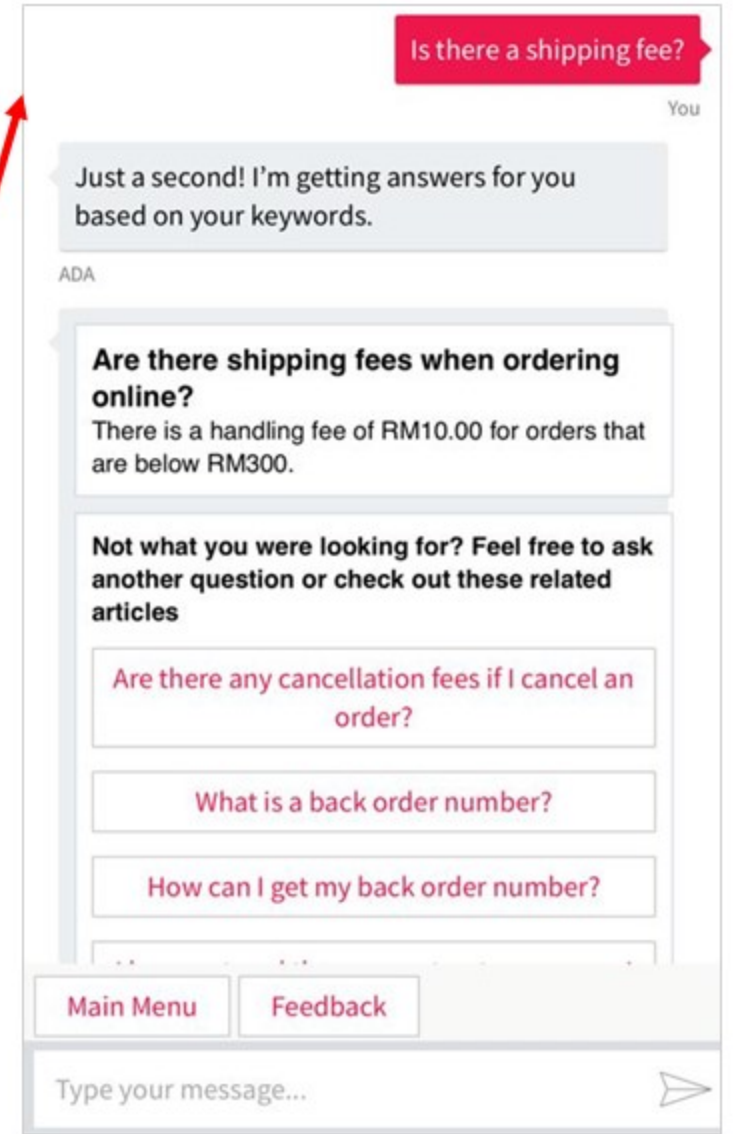 Is there a shipping fee?
You
Just a second! I'm getting answers for you
based on your keywords.
ADA
Are there shipping fees when ordering
online?
There is a handling fee of RM10.00 for orders that
are below RM300.
Not what you were looking for? Feel free to ask
another question or check out these related
articles
Are there any cancellation fees if I cancel an
order?
What is a back order number?
How can I get my back order number?
Main Menu
Feedback
Type your message...